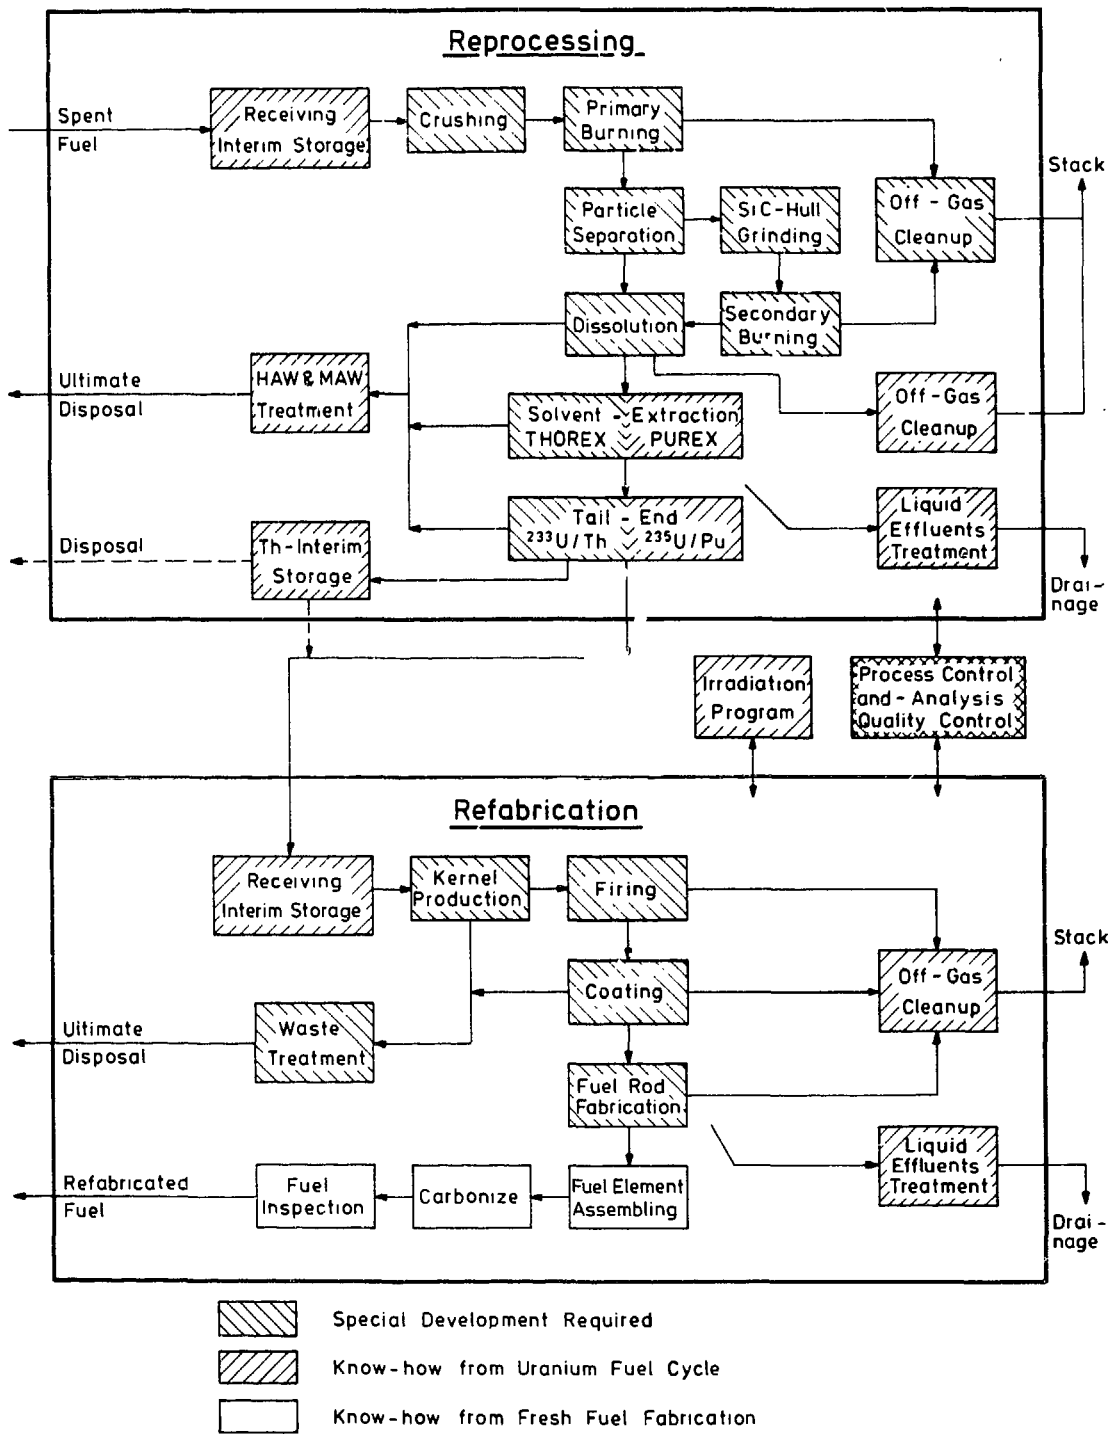 Reprocessing
Spent
Fuel
Receiving
Interim Storage
Crushing
Primary
Burning
Stack
Particle
Separation
SiC-Hull
Grinding
Off - Gas
Cleanup
Dissolution
Secondary
Burning
Ultimate
Disposal
HAW & MAW
Treatment
Solvent - Extraction
THOREX PUREX
Off - Gas
Cleanup
Disposal
Th-Interim
Storage
Tail - End
²³³U/Th ²³⁵U/Pu
Liquid
Effluents
Treatment
Drai-
nage
Irradiation
Program
Process Control
and - Analysis
Quality Control
Refabrication
Receiving
Interim Storage
Kernel
Production
Firing
Stack
Coating
Off - Gas
Cleanup
Ultimate
Disposal
Waste
Treatment
Fuel Rod
Fabrication
Liquid
Effluents
Treatment
Refabricated
Fuel
Fuel
Inspection
Carbonize
Fuel Element
Assembling
Drai-
nage
Special Development Required
Know-how from Uranium Fuel Cycle
Know-how from Fresh Fuel Fabrication